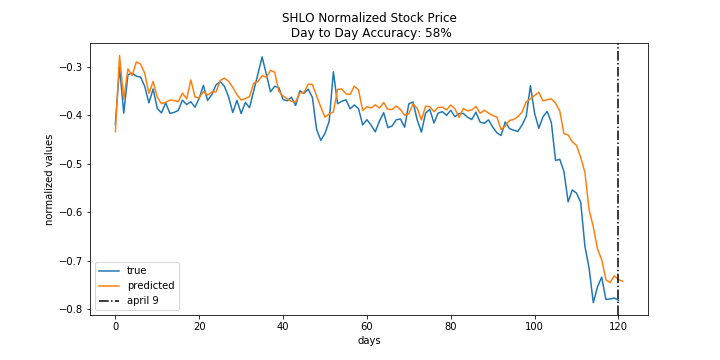 SHLO Normalized Stock Price
Day to Day Accuracy: 58%
normalized values
−0.3
−0.4
−0.5
−0.6
−0.7
−0.8
true
predicted
april 9
0
20
40
60
80
100
120
days